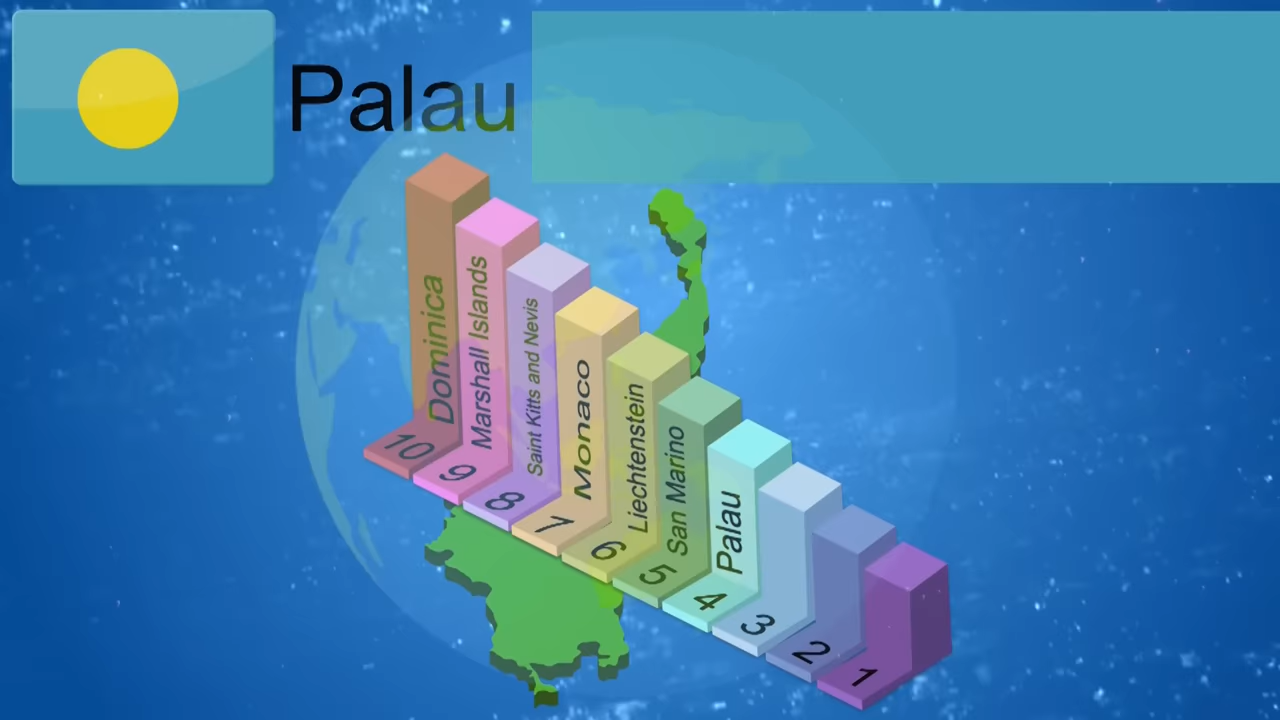 Palau
Dominica
10
Marshall Islands
9
Saint Kitts and Nevis
8
Monaco
7
Liechtenstein
6
San Marino
5
Palau
4
3
2
1